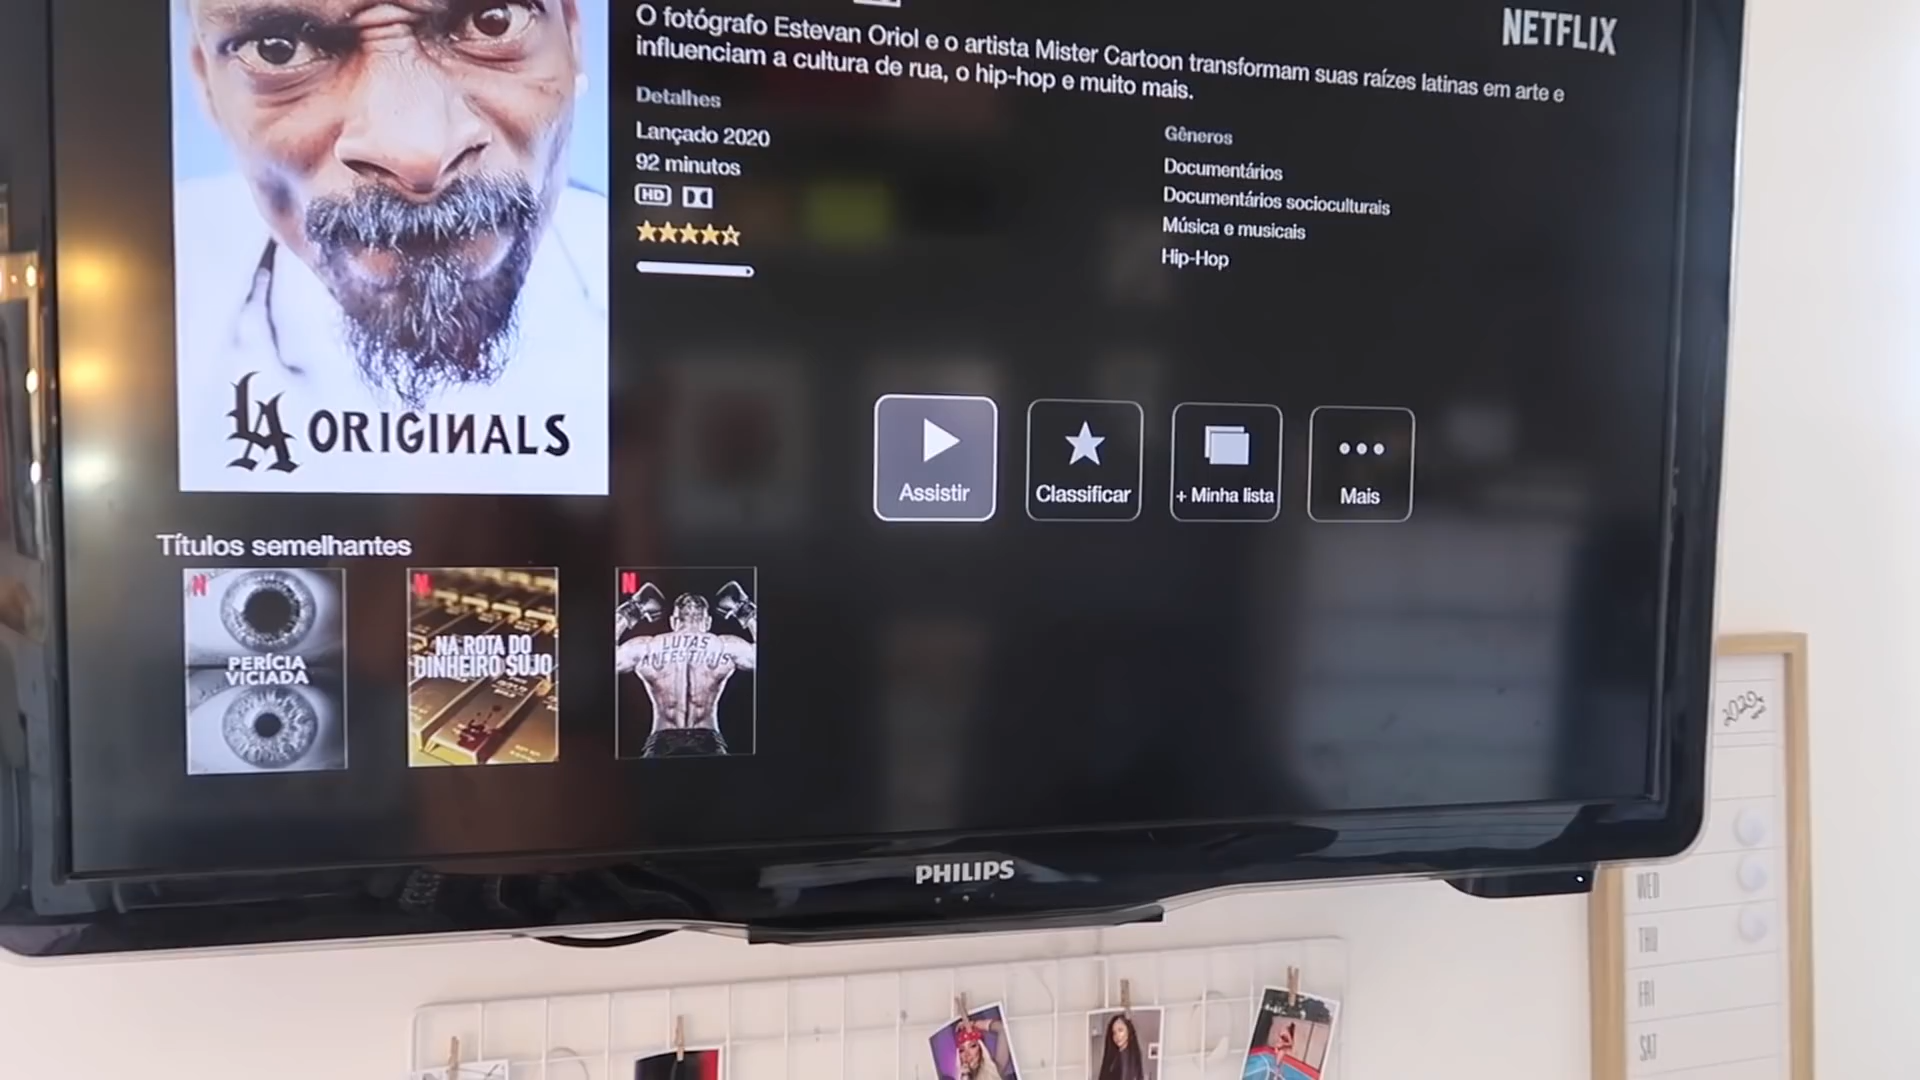 O fotógrafo Estevan Oriol e o artista Mister Cartoon transformam suas raízes latinas em arte e
influenciam a cultura de rua, o hip-hop e muito mais.
NETFLIX
Detalhes
Lançado 2020
92 minutos
HD
Gêneros
Documentários
Documentários socioculturais
Música e musicais
Hip-Hop
LA ORIGINALS
Assistir
Classificar
+ Minha lista
Mais
Títulos semelhantes
N
PERÍCIA
VICIADA
N
NA ROTA DO
DINHEIRO SUJO
N
LUTAS
ANCESTRAIS
PHILIPS
2020
WED
THU
FRI
SAT